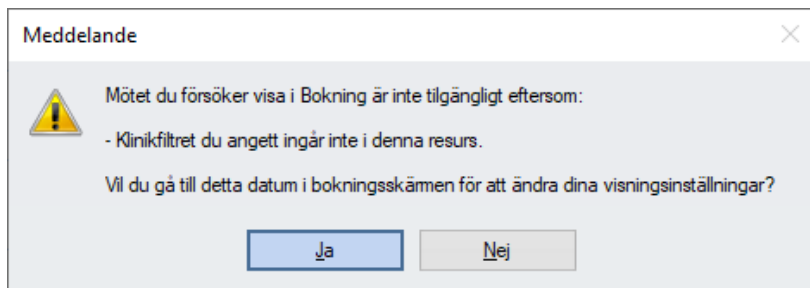 Meddelande
Mötet du försöker visa i Bokning är inte tillgängligt eftersom:
- Klinikfiltret du angett ingår inte i denna resurs.
Vil du gå till detta datum i bokningsskärmen för att ändra dina visningsinställningar?
Ja
Nej